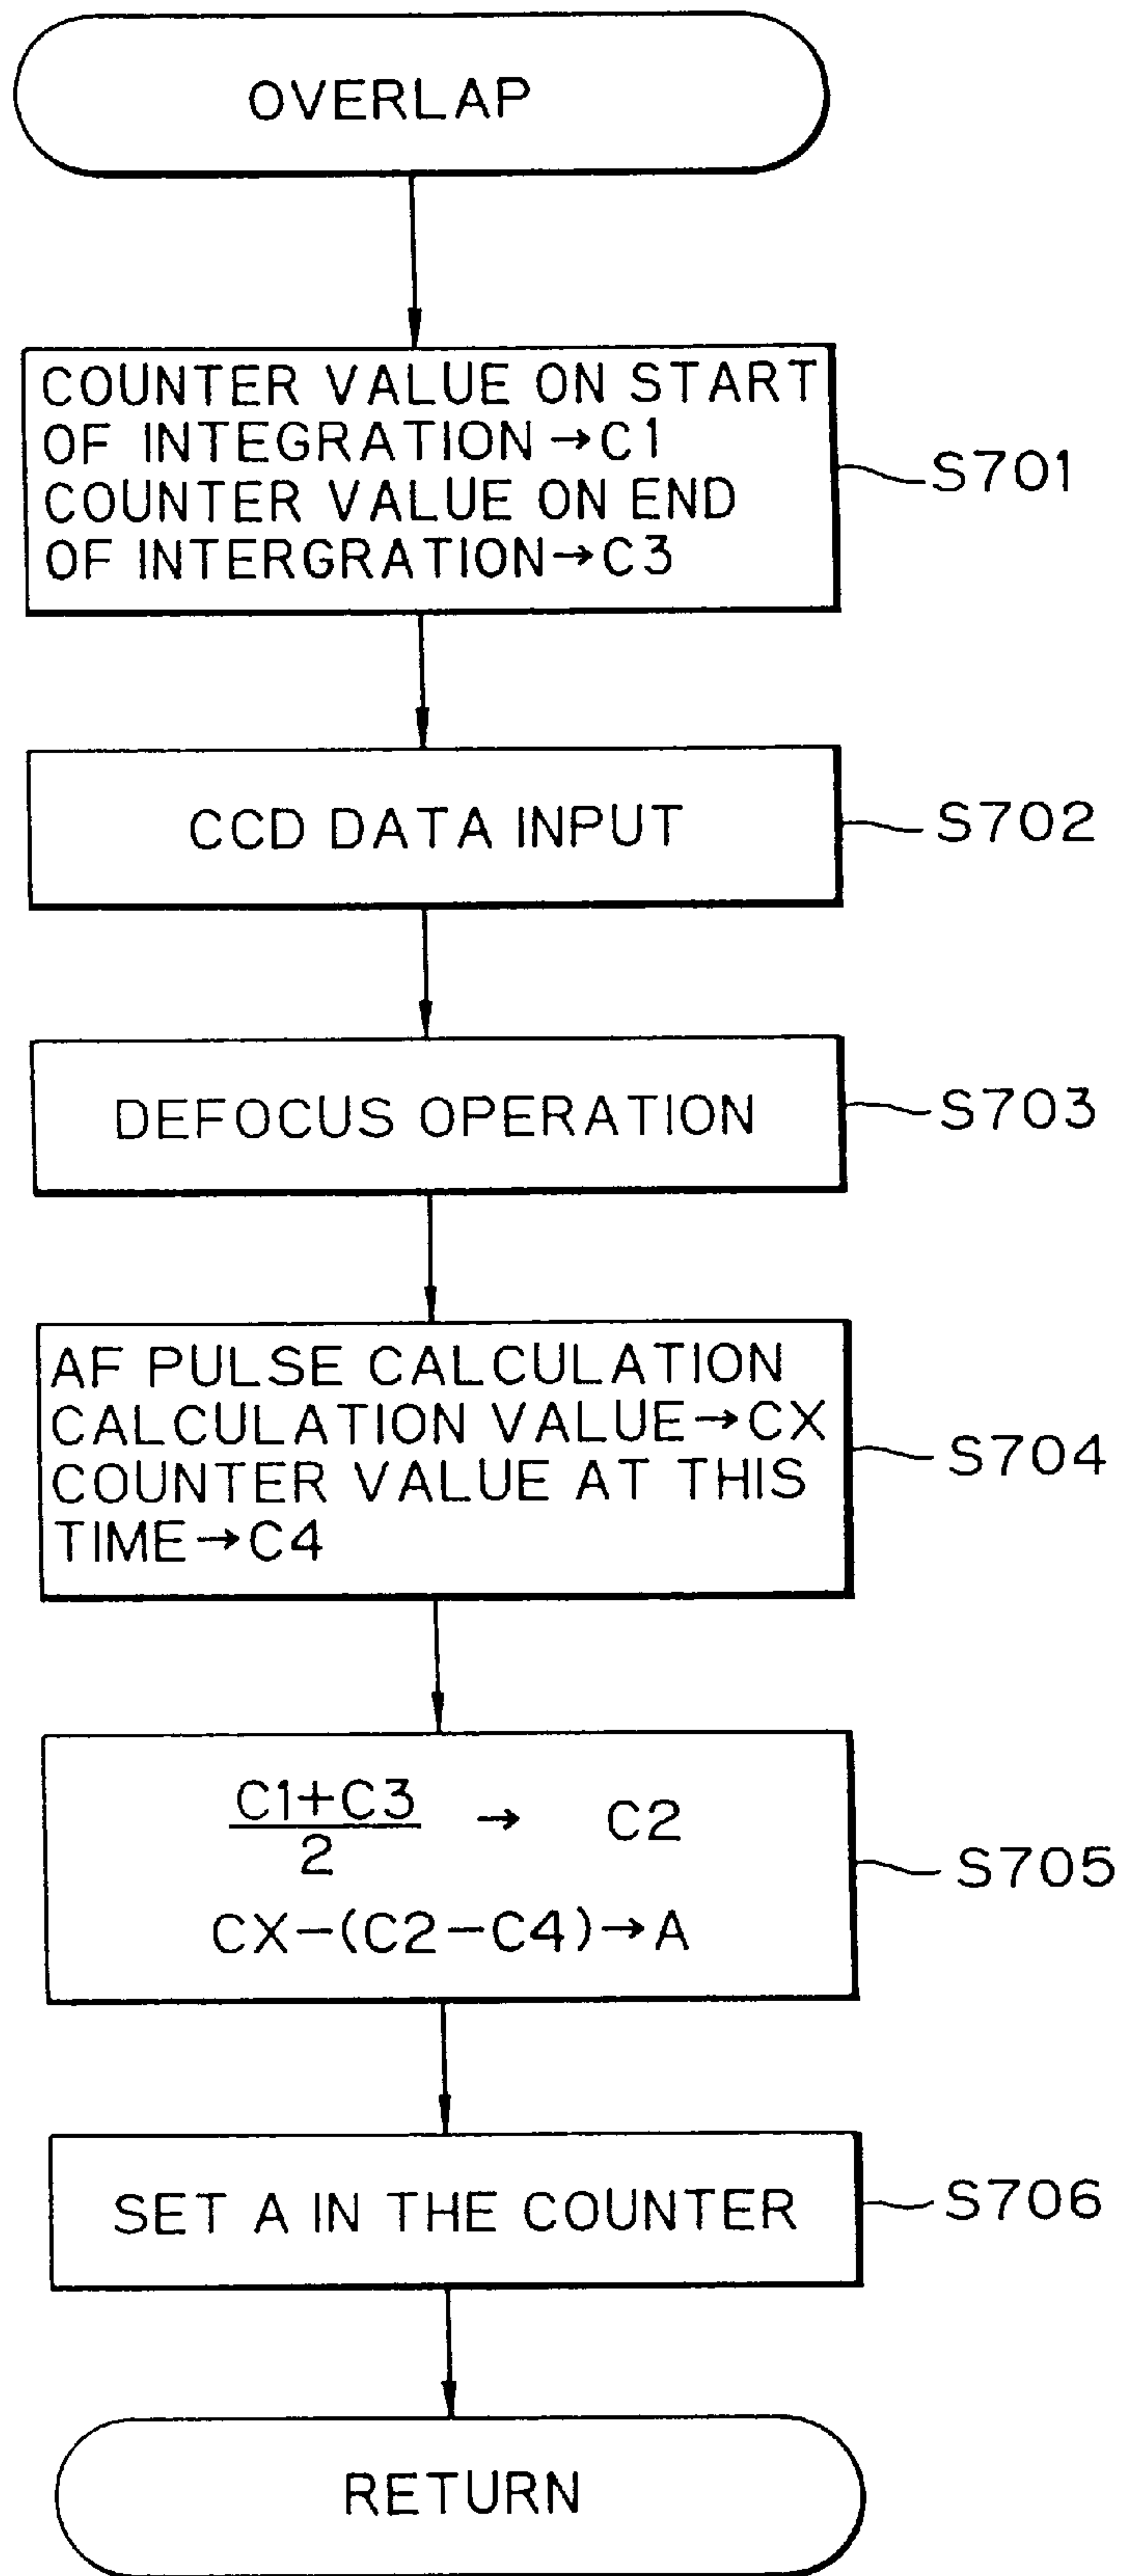 OVERLAP
COUNTER VALUE ON START
OF INTEGRATION→C1
COUNTER VALUE ON END
OF INTERGRATION→C3
S701
CCD DATA INPUT
S702
DEFOCUS OPERATION
S703
AF PULSE CALCULATION
CALCULATION VALUE→CX
COUNTER VALUE AT THIS
TIME→C4
S704
C1+C3
2
→ C2
CX-(C2-C4)→A
S705
SET A IN THE COUNTER
S706
RETURN